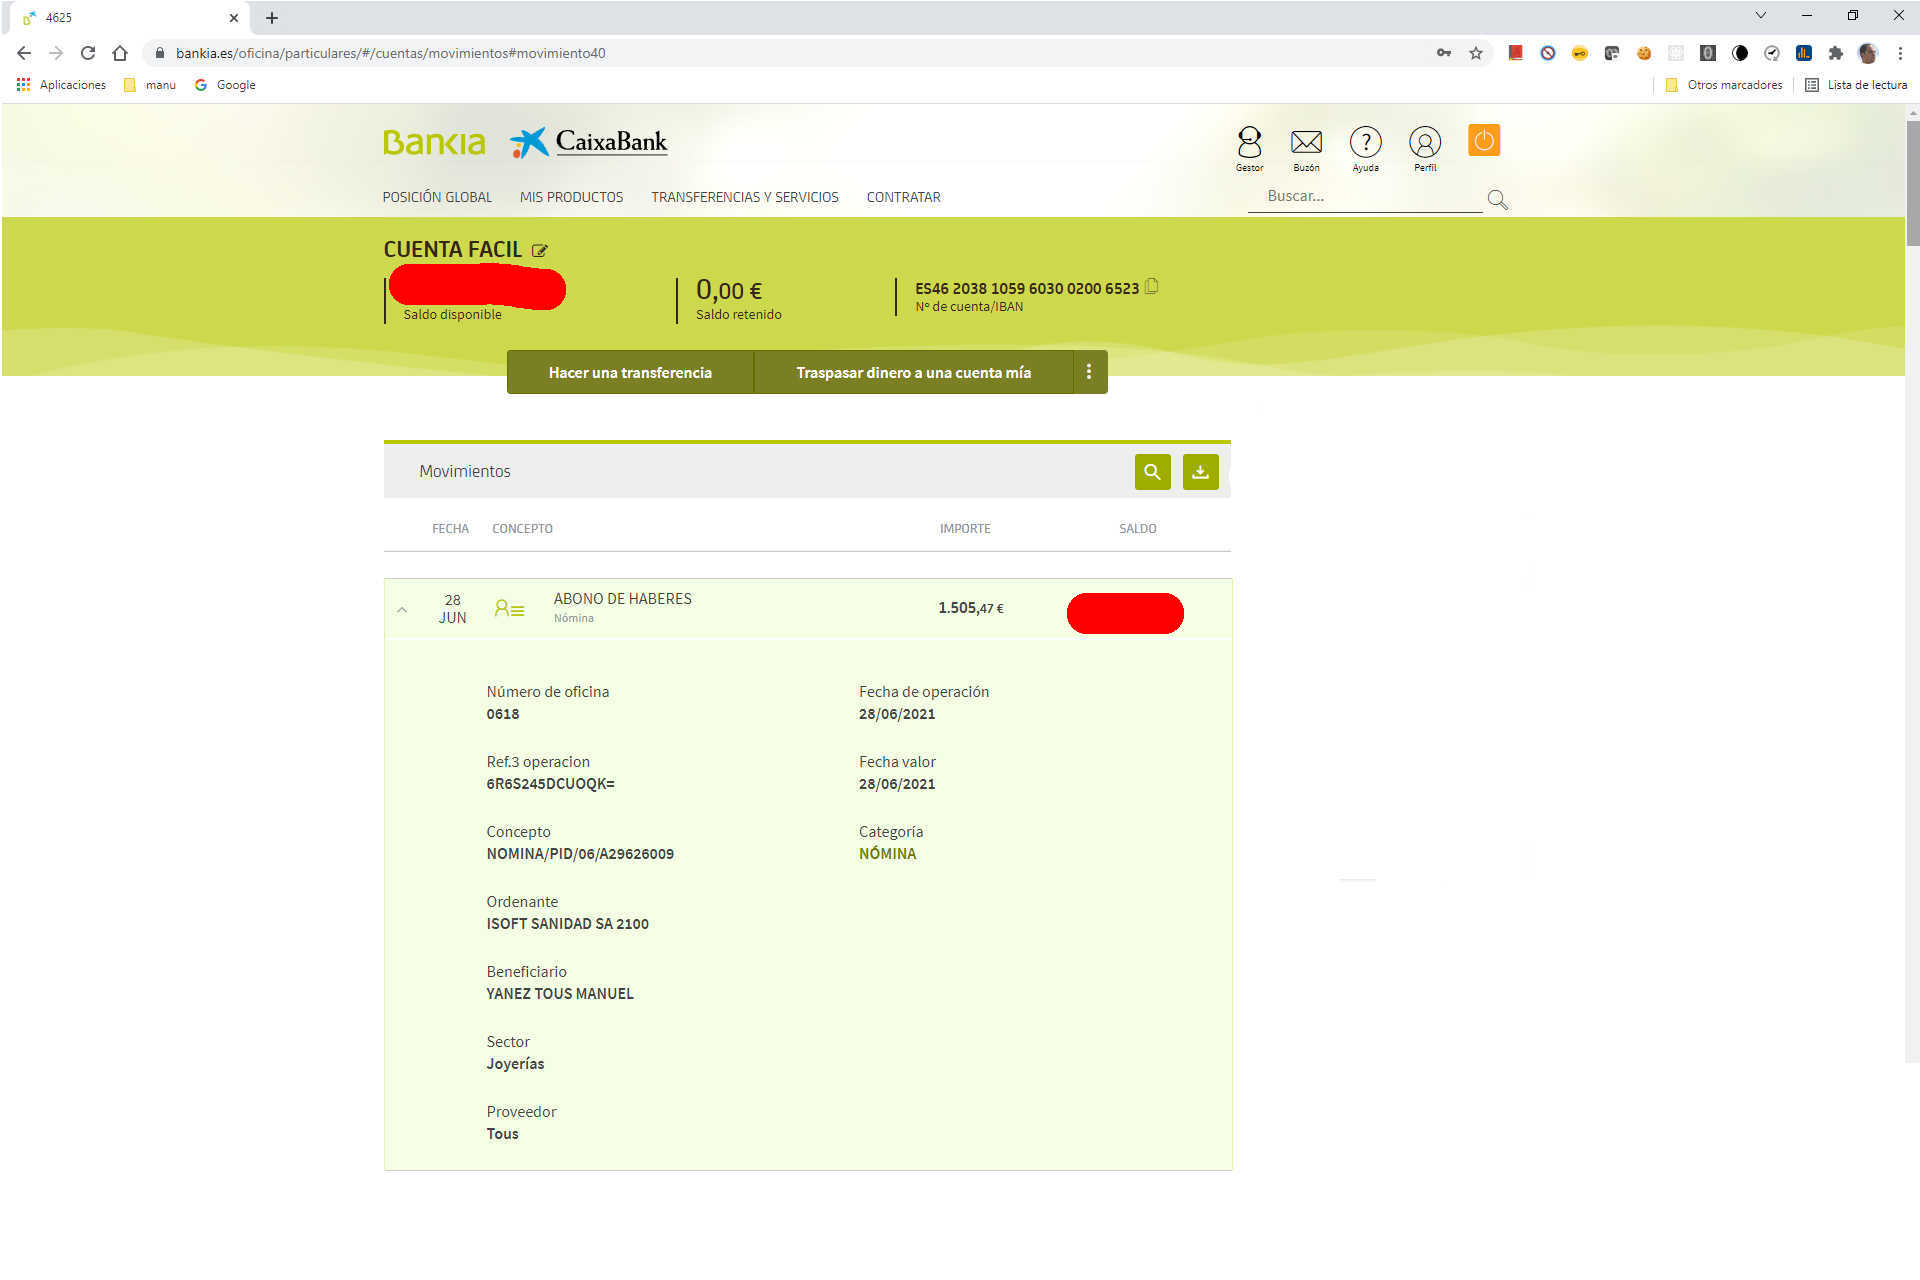 4625
bankia.es/oficina/particulares/#/cuentas/movimientos#movimiento40
Aplicaciones manu Google Otros marcadores Lista de lectura
Bankia CaixaBank
Gestor Buzón Ayuda Perfil
POSICIÓN GLOBAL MIS PRODUCTOS TRANSFERENCIAS Y SERVICIOS CONTRATAR Buscar...
CUENTA FACIL
0,00 € ES46 2038 1059 6030 0200 6523
Saldo disponible Saldo retenido Nº de cuenta/IBAN
Hacer una transferencia Traspasar dinero a una cuenta mía
Movimientos
FECHA CONCEPTO IMPORTE SALDO
28 JUN ABONO DE HABERES 1.505,47 €
Nómina
Número de oficina Fecha de operación
0618 28/06/2021
Ref.3 operacion Fecha valor
6R6S245DCUOQK= 28/06/2021
Concepto Categoría
NOMINA/PID/06/A29626009 NÓMINA
Ordenante
ISOFT SANIDAD SA 2100
Beneficiario
YANEZ TOUS MANUEL
Sector
Joyerías
Proveedor
Tous